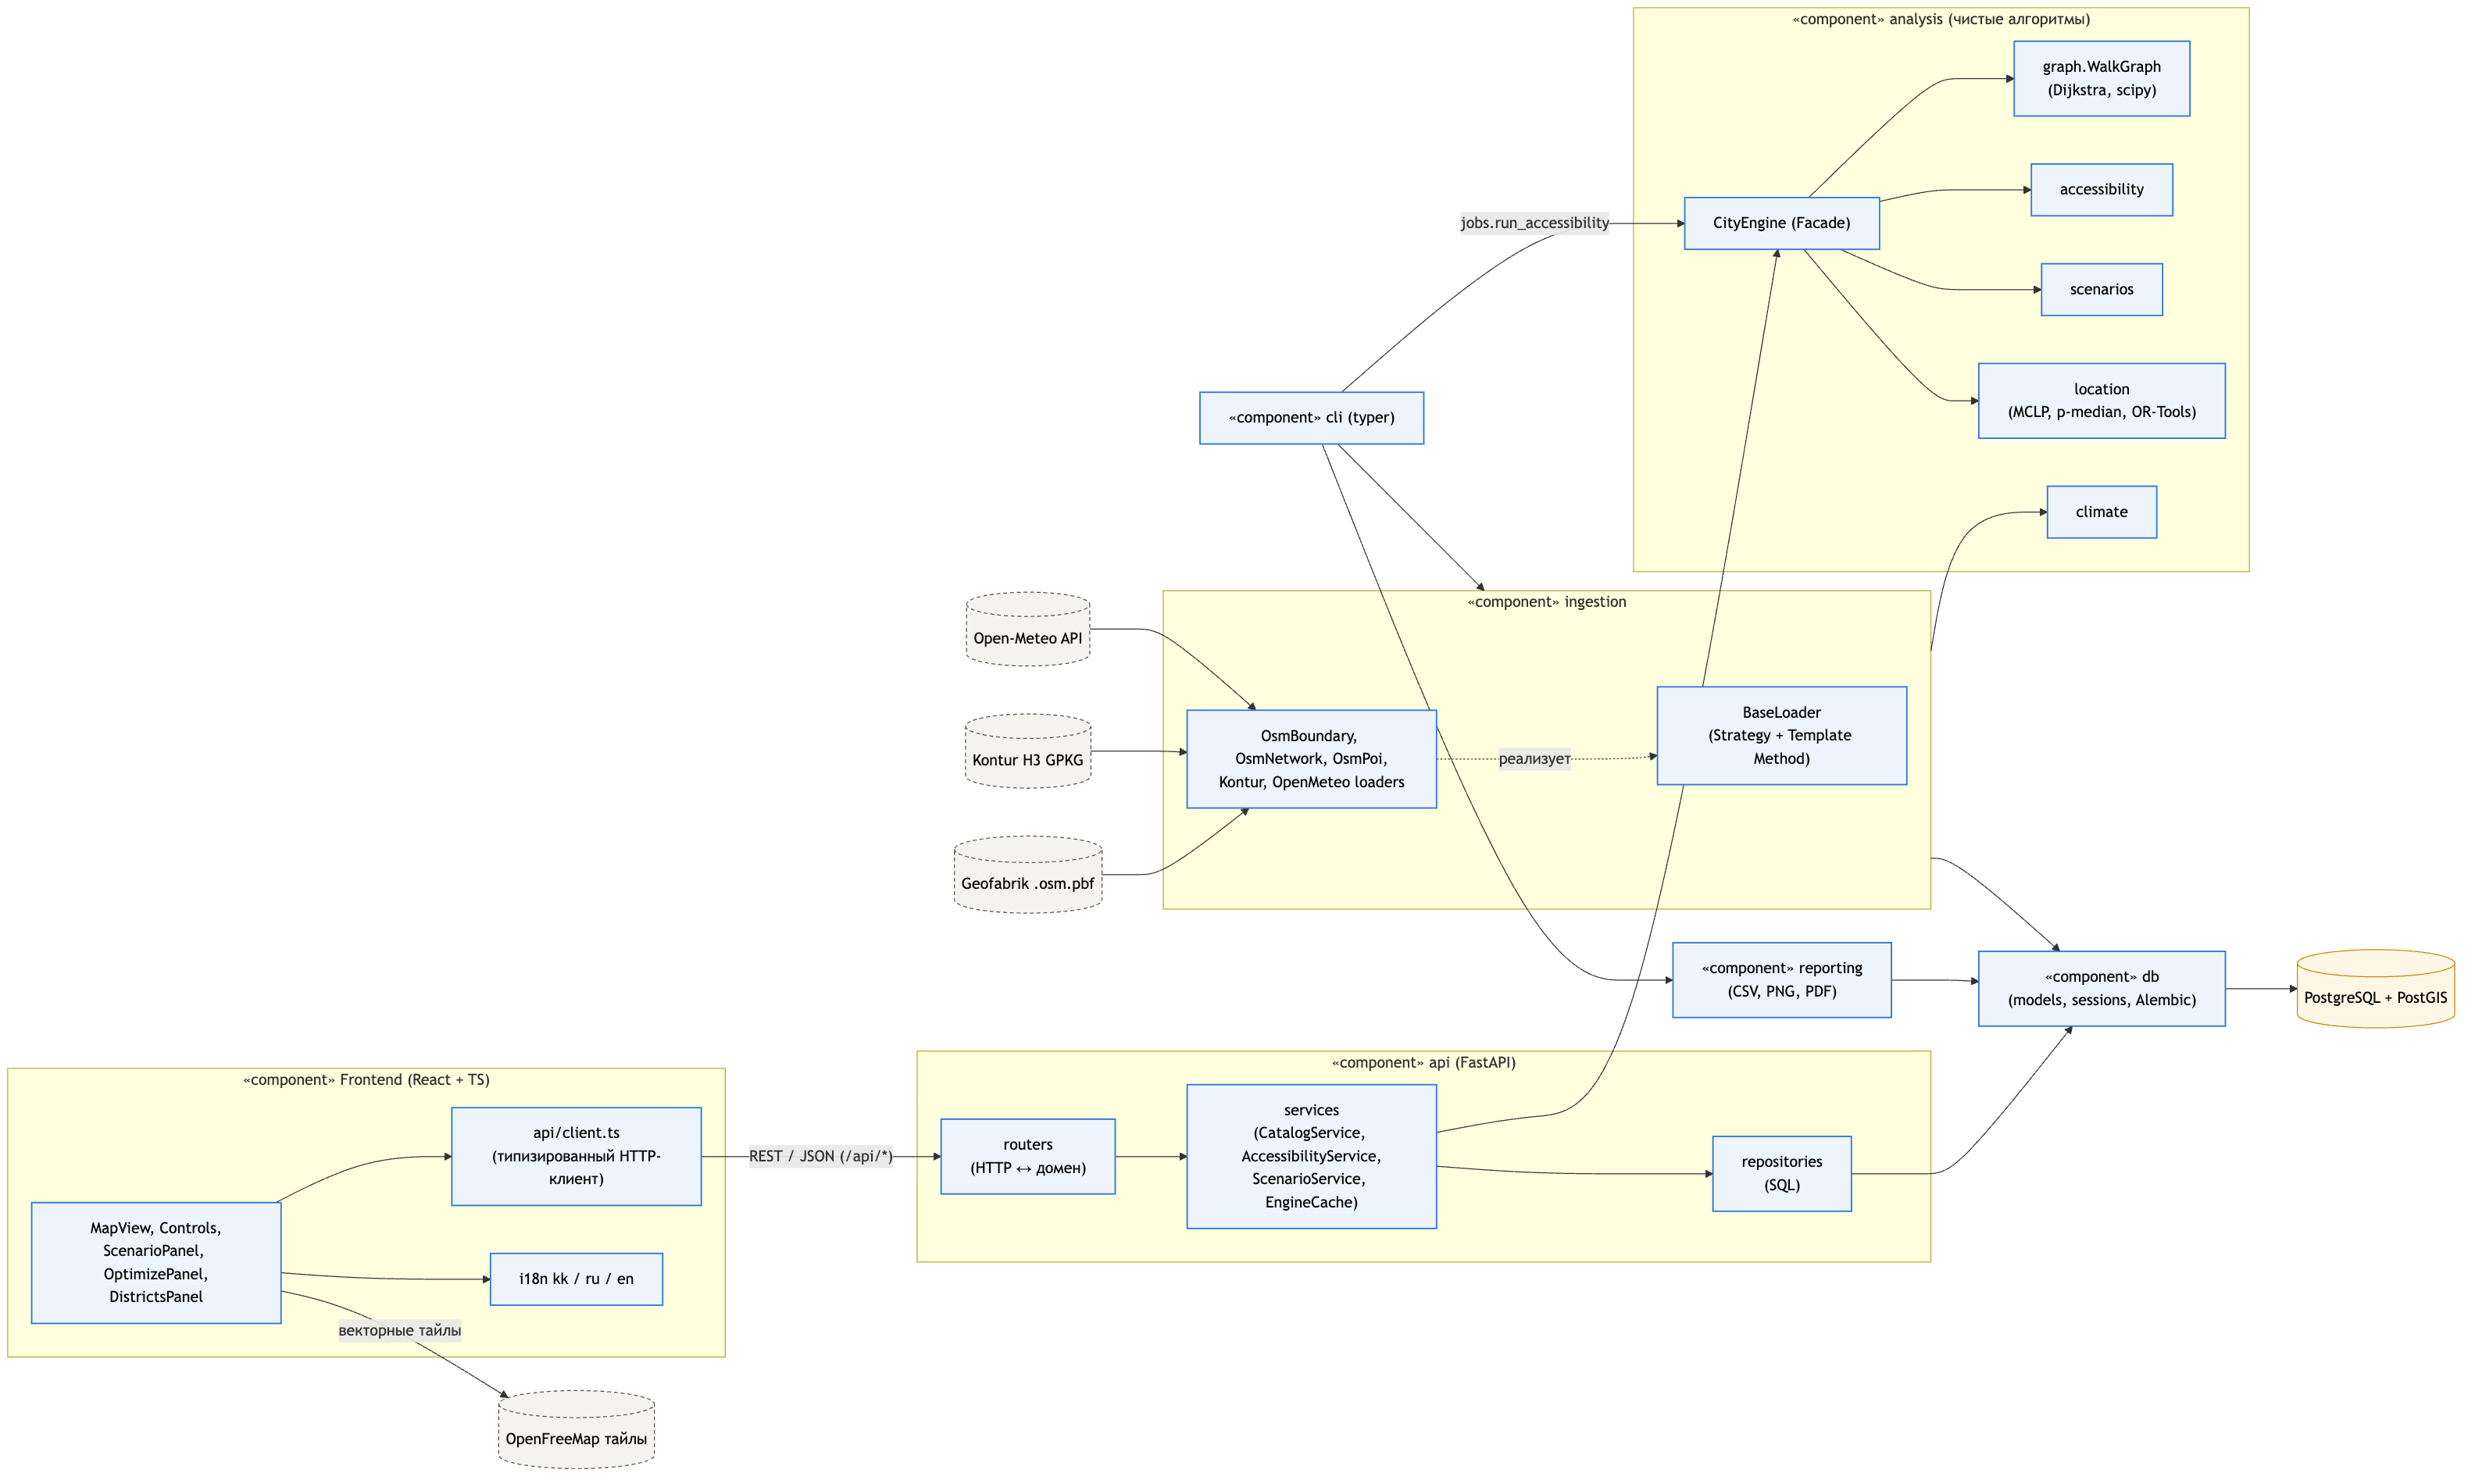 «component» analysis (чистые алгоритмы)
graph.WalkGraph
(Dijkstra, scipy)
accessibility
CityEngine (Facade)
jobs.run_accessibility
scenarios
location
(MCLP, p-median, OR-Tools)
climate
«component» cli (typer)
«component» ingestion
Open-Meteo API
Kontur H3 GPKG
Geofabrik .osm.pbf
OsmBoundary,
OsmNetwork, OsmPoi,
Kontur, OpenMeteo loaders
реализует
BaseLoader
(Strategy + Template
Method)
«component» reporting
(CSV, PNG, PDF)
«component» db
(models, sessions, Alembic)
PostgreSQL + PostGIS
«component» Frontend (React + TS)
api/client.ts
(типизированный HTTP-
клиент)
MapView, Controls,
ScenarioPanel,
OptimizePanel,
DistrictsPanel
i18n kk / ru / en
векторные тайлы
OpenFreeMap тайлы
REST / JSON (/api/*)
«component» api (FastAPI)
routers
(HTTP ↔ домен)
services
(CatalogService,
AccessibilityService,
ScenarioService,
EngineCache)
repositories
(SQL)